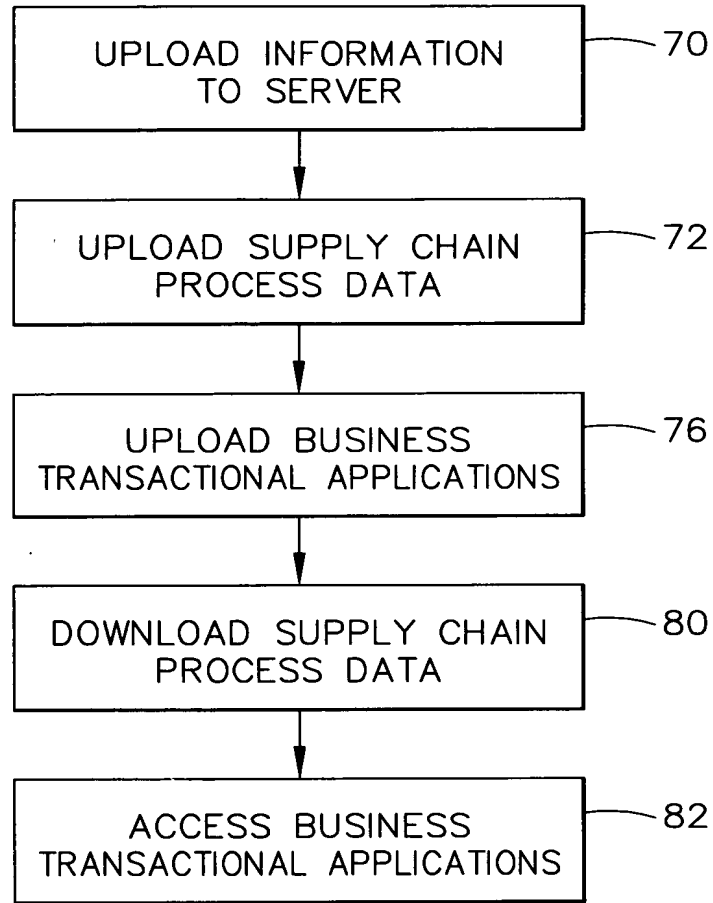 UPLOAD INFORMATION
TO SERVER
70
UPLOAD SUPPLY CHAIN
PROCESS DATA
72
UPLOAD BUSINESS
TRANSACTIONAL APPLICATIONS
76
DOWNLOAD SUPPLY CHAIN
PROCESS DATA
80
ACCESS BUSINESS
TRANSACTIONAL APPLICATIONS
82